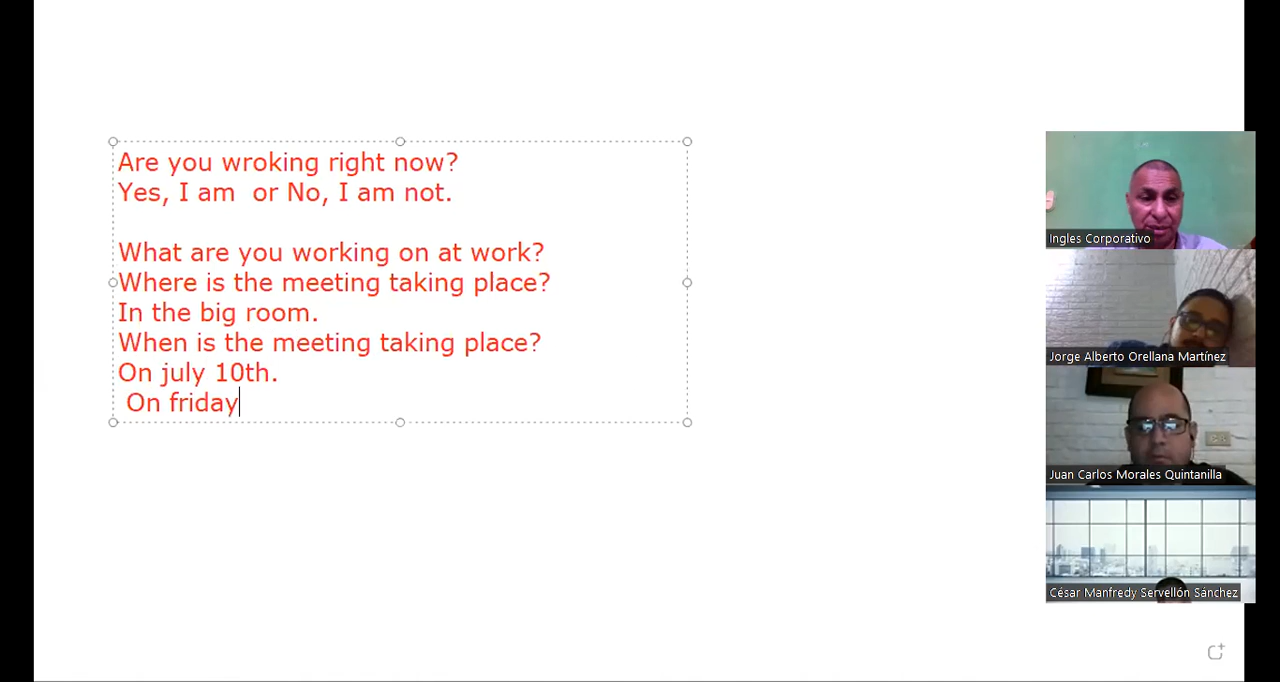 Are you wroking right now?
Yes, I am  or No, I am not.
What are you working on at work?
Where is the meeting taking place?
In the big room.
When is the meeting taking place?
On july 10th.
On friday
Ingles Corporativo
Jorge Alberto Orellana Martínez
Juan Carlos Morales Quintanilla
César Manfredy Servellón Sánchez